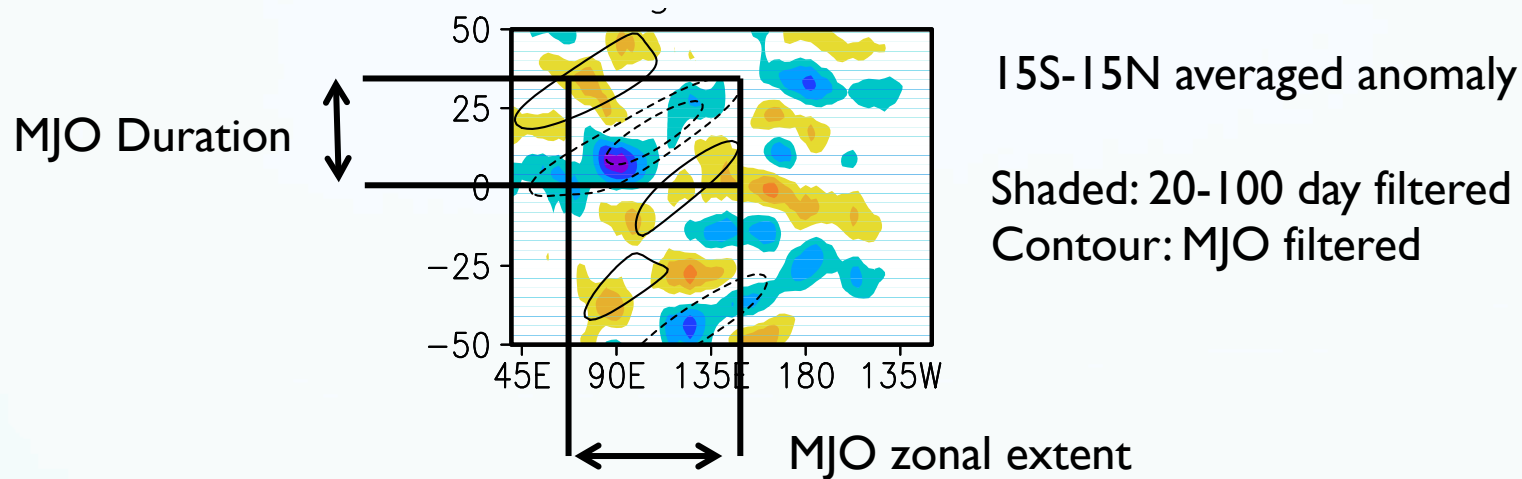 50
25
0
−25
−50
45E 90E 135E 180 135W
MJO Duration
MJO zonal extent
15S-15N averaged anomaly
Shaded: 20-100 day filtered
Contour: MJO filtered